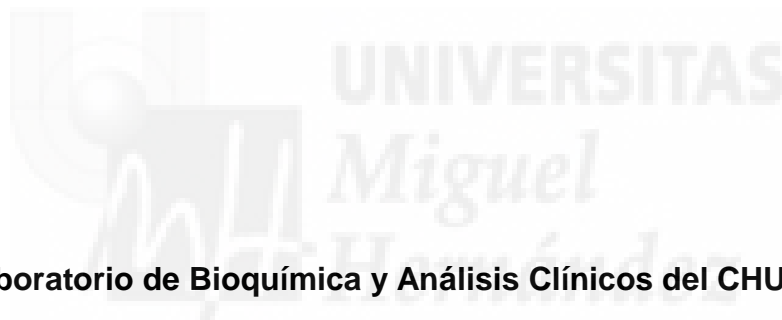 UNIVERSITAS
Miguel
Hernández
boratorio de Bioquímica y Análisis Clínicos del CHU